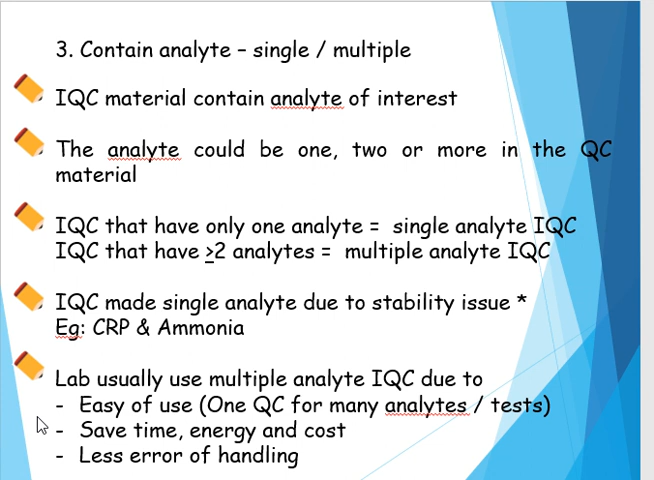 3. Contain analyte – single / multiple
IQC material contain analyte of interest
The analyte could be one, two or more in the QC
material
IQC that have only one analyte = single analyte IQC
IQC that have ≥2 analytes = multiple analyte IQC
IQC made single analyte due to stability issue *
Eg: CRP & Ammonia
Lab usually use multiple analyte IQC due to
- Easy of use (One QC for many analytes / tests)
- Save time, energy and cost
- Less error of handling